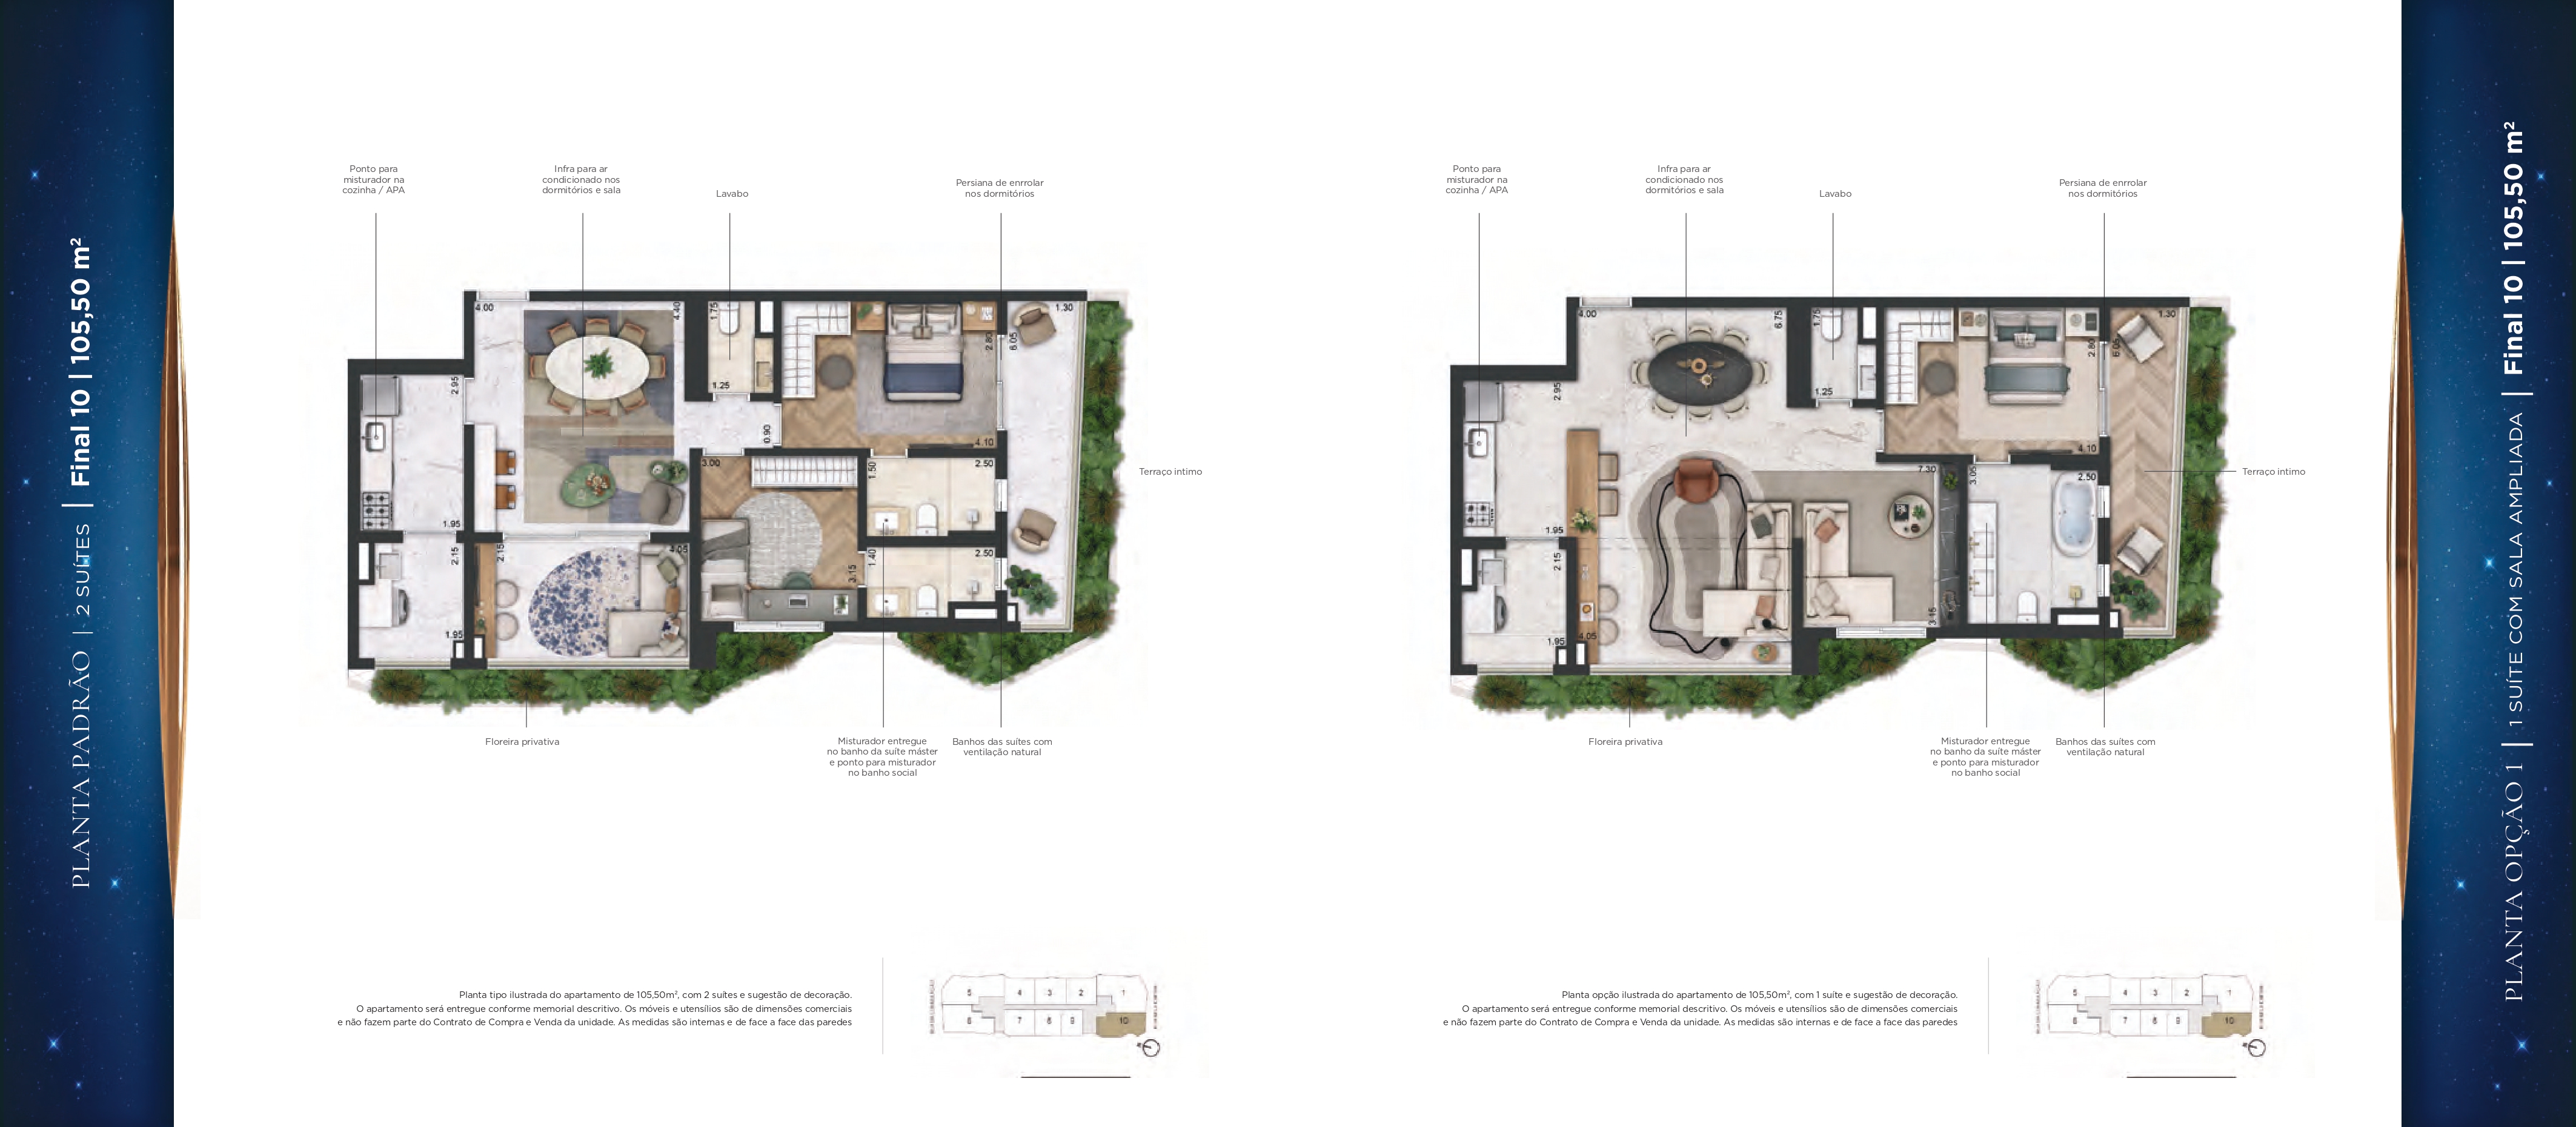 PLANTA PADRÃO | 2 SUÍTES | Final 10 | 105,50 m²
Ponto para
misturador na
cozinha / APA
Infra para ar
condicionado nos
dormitórios e sala
Lavabo
Persiana de enrrolar
nos dormitórios
4.00
4.40
1.75
1.25
2.80
6.05
1.30
2.95
0.90
4.10
3.00
1.50
2.50
1.95
2.15
2.15
4.05
3.15
1.40
2.50
1.95
Terraço intimo
Floreira privativa
Misturador entregue
no banho da suíte máster
e ponto para misturador
no banho social
Banhos das suítes com
ventilação natural
Planta tipo ilustrada do apartamento de 105,50m², com 2 suítes e sugestão de decoração.
O apartamento será entregue conforme memorial descritivo. Os móveis e utensílios são de dimensões comerciais
e não fazem parte do Contrato de Compra e Venda da unidade. As medidas são internas e de face a face das paredes
5 4 3 2 1
7 9 10
Ponto para
misturador na
cozinha / APA
Infra para ar
condicionado nos
dormitórios e sala
Lavabo
Persiana de enrrolar
nos dormitórios
4.00
6.75
1.75
1.25
2.80
6.05
1.30
2.95
4.10
7.30
3.05
2.50
1.95
2.15
3.15
1.95
4.05
Terraço intimo
Floreira privativa
Misturador entregue
no banho da suíte máster
e ponto para misturador
no banho social
Banhos das suítes com
ventilação natural
Planta opção ilustrada do apartamento de 105,50m², com 1 suíte e sugestão de decoração.
O apartamento será entregue conforme memorial descritivo. Os móveis e utensílios são de dimensões comerciais
e não fazem parte do Contrato de Compra e Venda da unidade. As medidas são internas e de face a face das paredes
5 4 3 2 1
7 9 10
PLANTA OPÇÃO 1 | 1 SUÍTE COM SALA AMPLIADA | Final 10 | 105,50 m²